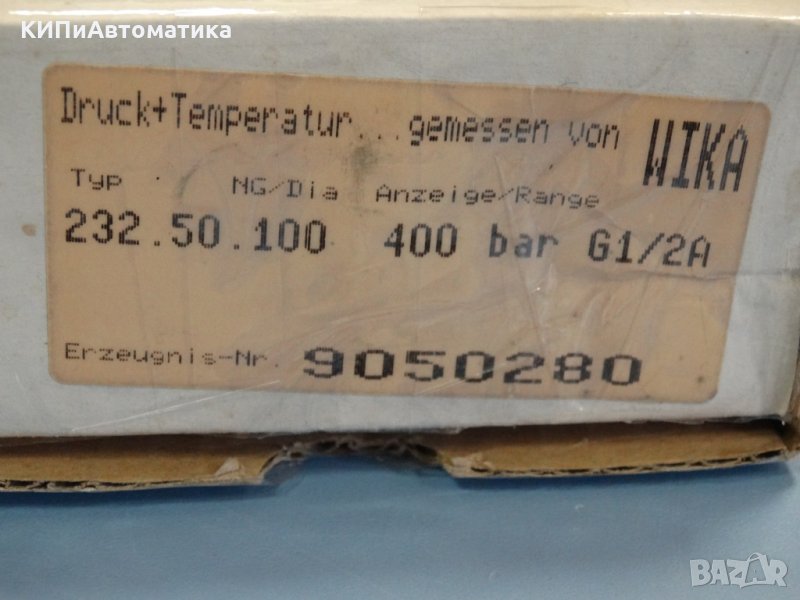 КИПиАвтоматика
Druck+Temperatur...gemessen von WIKA
Typ NG/Dia Anzeige/Range
232.50.100 400 bar G1/2A
Erzeugnis-Nr. 9050280
BAZAR